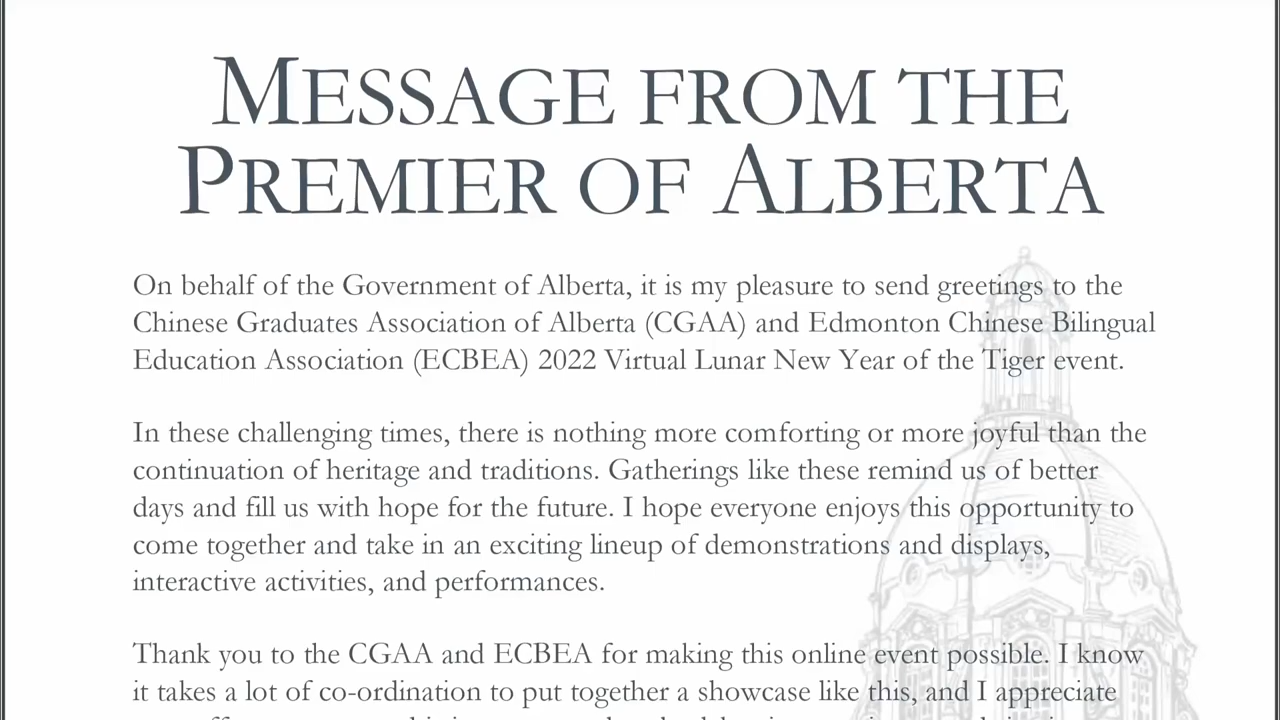 MESSAGE FROM THE
PREMIER OF ALBERTA
On behalf of the Government of Alberta, it is my pleasure to send greetings to the
Chinese Graduates Association of Alberta (CGAA) and Edmonton Chinese Bilingual
Education Association (ECBEA) 2022 Virtual Lunar New Year of the Tiger event.
In these challenging times, there is nothing more comforting or more joyful than the
continuation of heritage and traditions. Gatherings like these remind us of better
days and fill us with hope for the future. I hope everyone enjoys this opportunity to
come together and take in an exciting lineup of demonstrations and displays,
interactive activities, and performances.
Thank you to the CGAA and ECBEA for making this online event possible. I know
it takes a lot of co-ordination to put together a showcase like this, and I appreciate